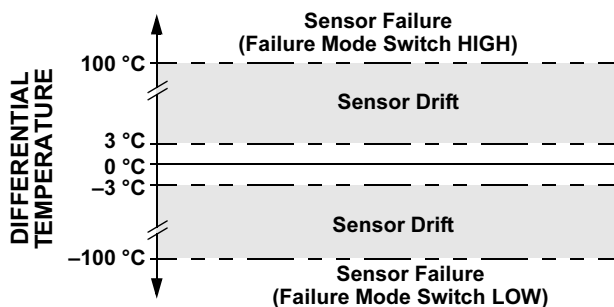 Sensor Failure
(Failure Mode Switch HIGH)
100 °C
Sensor Drift
3 °C
0 °C
–3 °C
Sensor Drift
–100 °C
Sensor Failure
(Failure Mode Switch LOW)
DIFFERENTIAL
TEMPERATURE